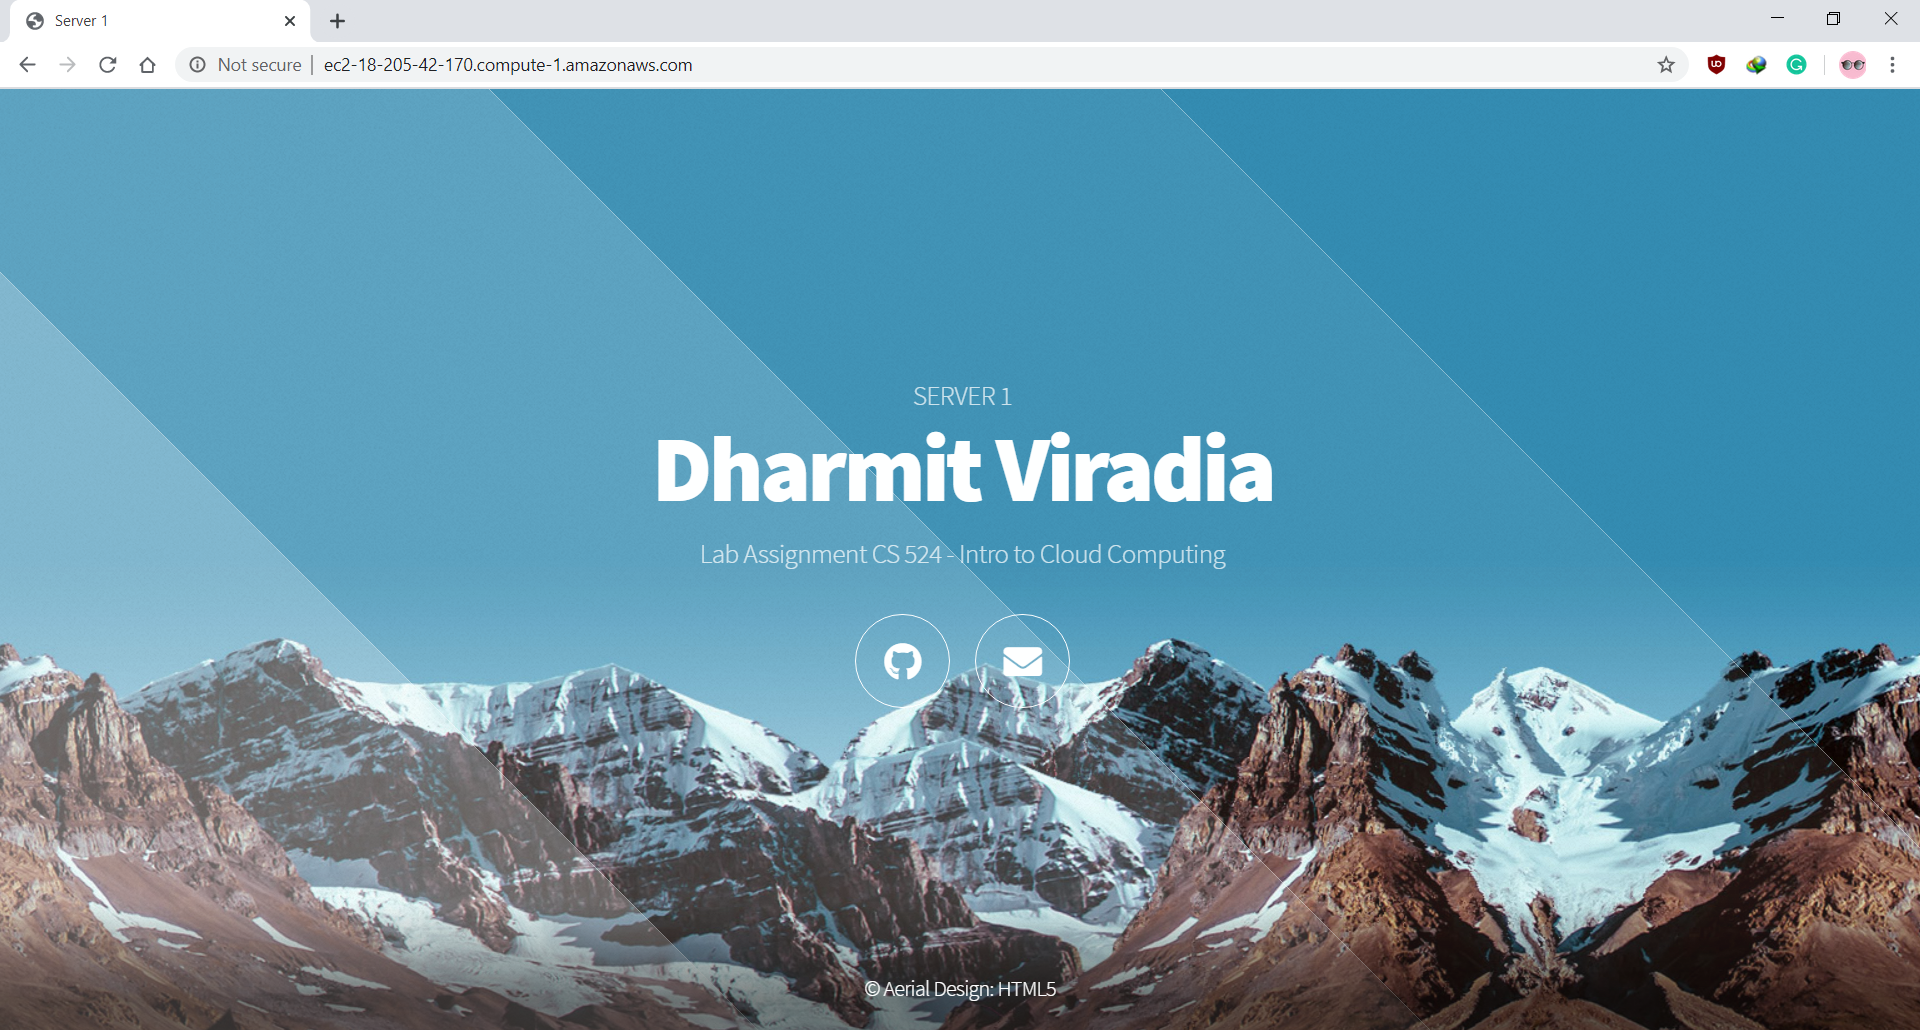 Server 1
Not secure | ec2-18-205-42-170.compute-1.amazonaws.com
SERVER 1
Dharmit Viradia
Lab Assignment CS 524 - Intro to Cloud Computing
© Aerial Design: HTML5